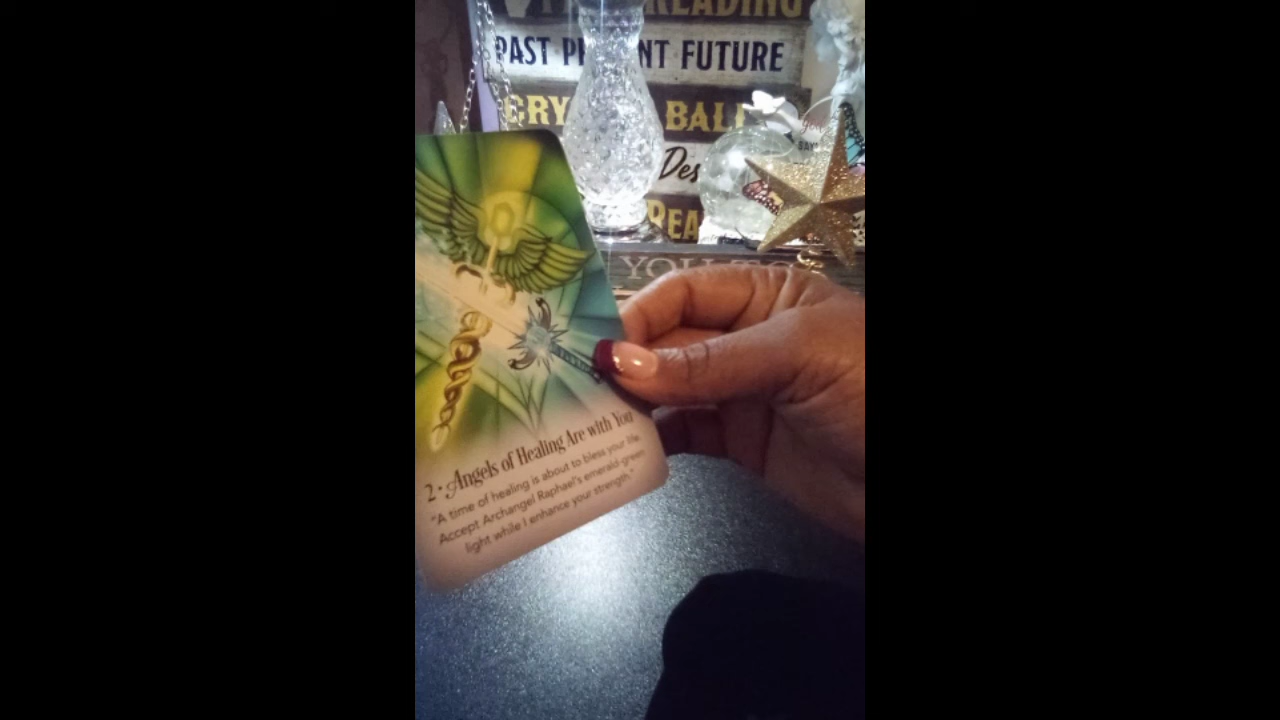 READING
PAST PRESENT FUTURE
CRYSTAL BALL
Des
REA
YOU
2 • Angels of Healing Are with You
"A time of healing is about to bless your life.
Accept Archangel Raphael's emerald-green
light while I enhance your strength."